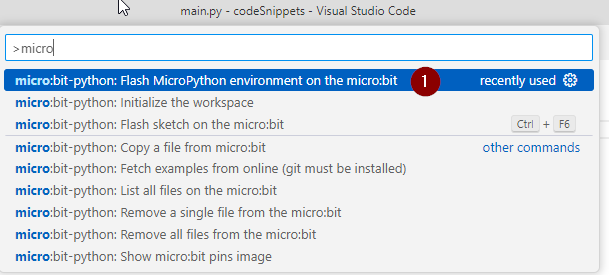 main.py - codeSnippets - Visual Studio Code
>micro
micro:bit-python: Flash MicroPython environment on the micro:bit 1 recently used
micro:bit-python: Initialize the workspace
micro:bit-python: Flash sketch on the micro:bit Ctrl + F6
micro:bit-python: Copy a file from micro:bit other commands
micro:bit-python: Fetch examples from online (git must be installed)
micro:bit-python: List all files on the micro:bit
micro:bit-python: Remove a single file from the micro:bit
micro:bit-python: Remove all files from the micro:bit
micro:bit-python: Show micro:bit pins image